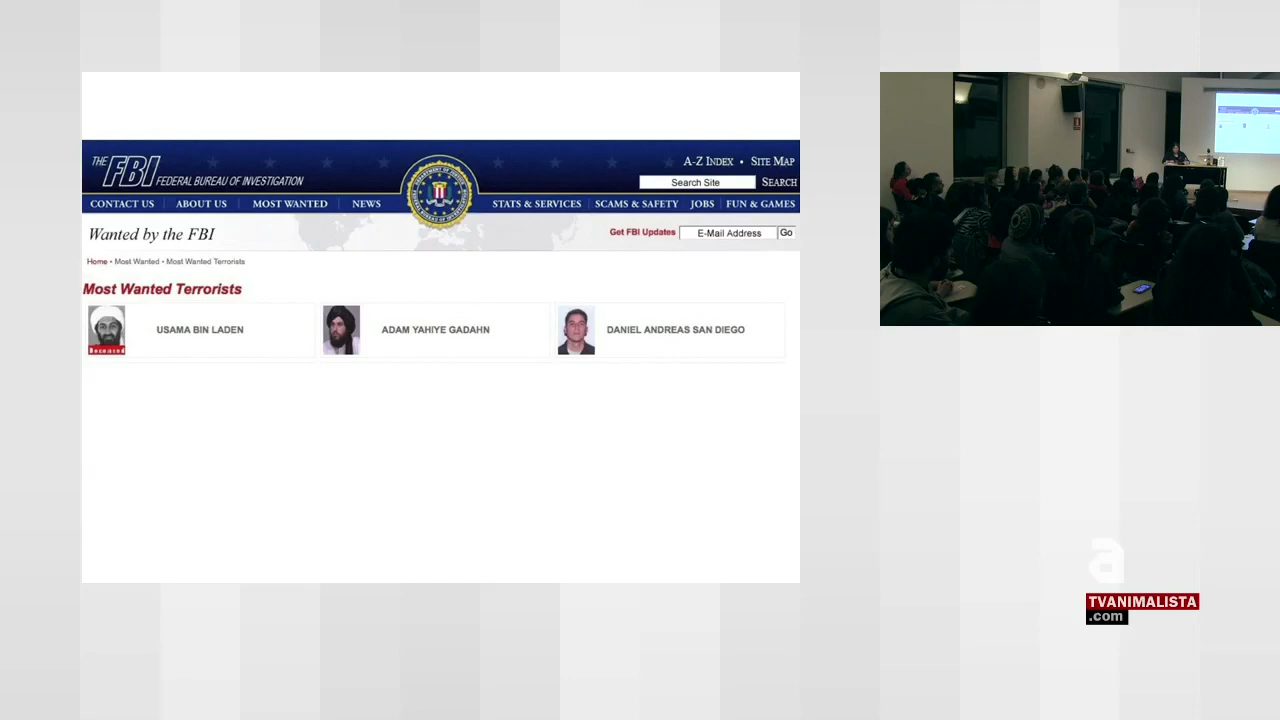 THE FBI FEDERAL BUREAU OF INVESTIGATION
A-Z INDEX • SITE MAP
Search Site SEARCH
CONTACT US ABOUT US MOST WANTED NEWS STATS & SERVICES SCAMS & SAFETY JOBS FUN & GAMES
Wanted by the FBI
Get FBI Updates E-Mail Address Go
Home • Most Wanted • Most Wanted Terrorists
Most Wanted Terrorists
USAMA BIN LADEN ADAM YAHIYE GADAHN DANIEL ANDREAS SAN DIEGO
Deceased
a
TVANIMALISTA
.com